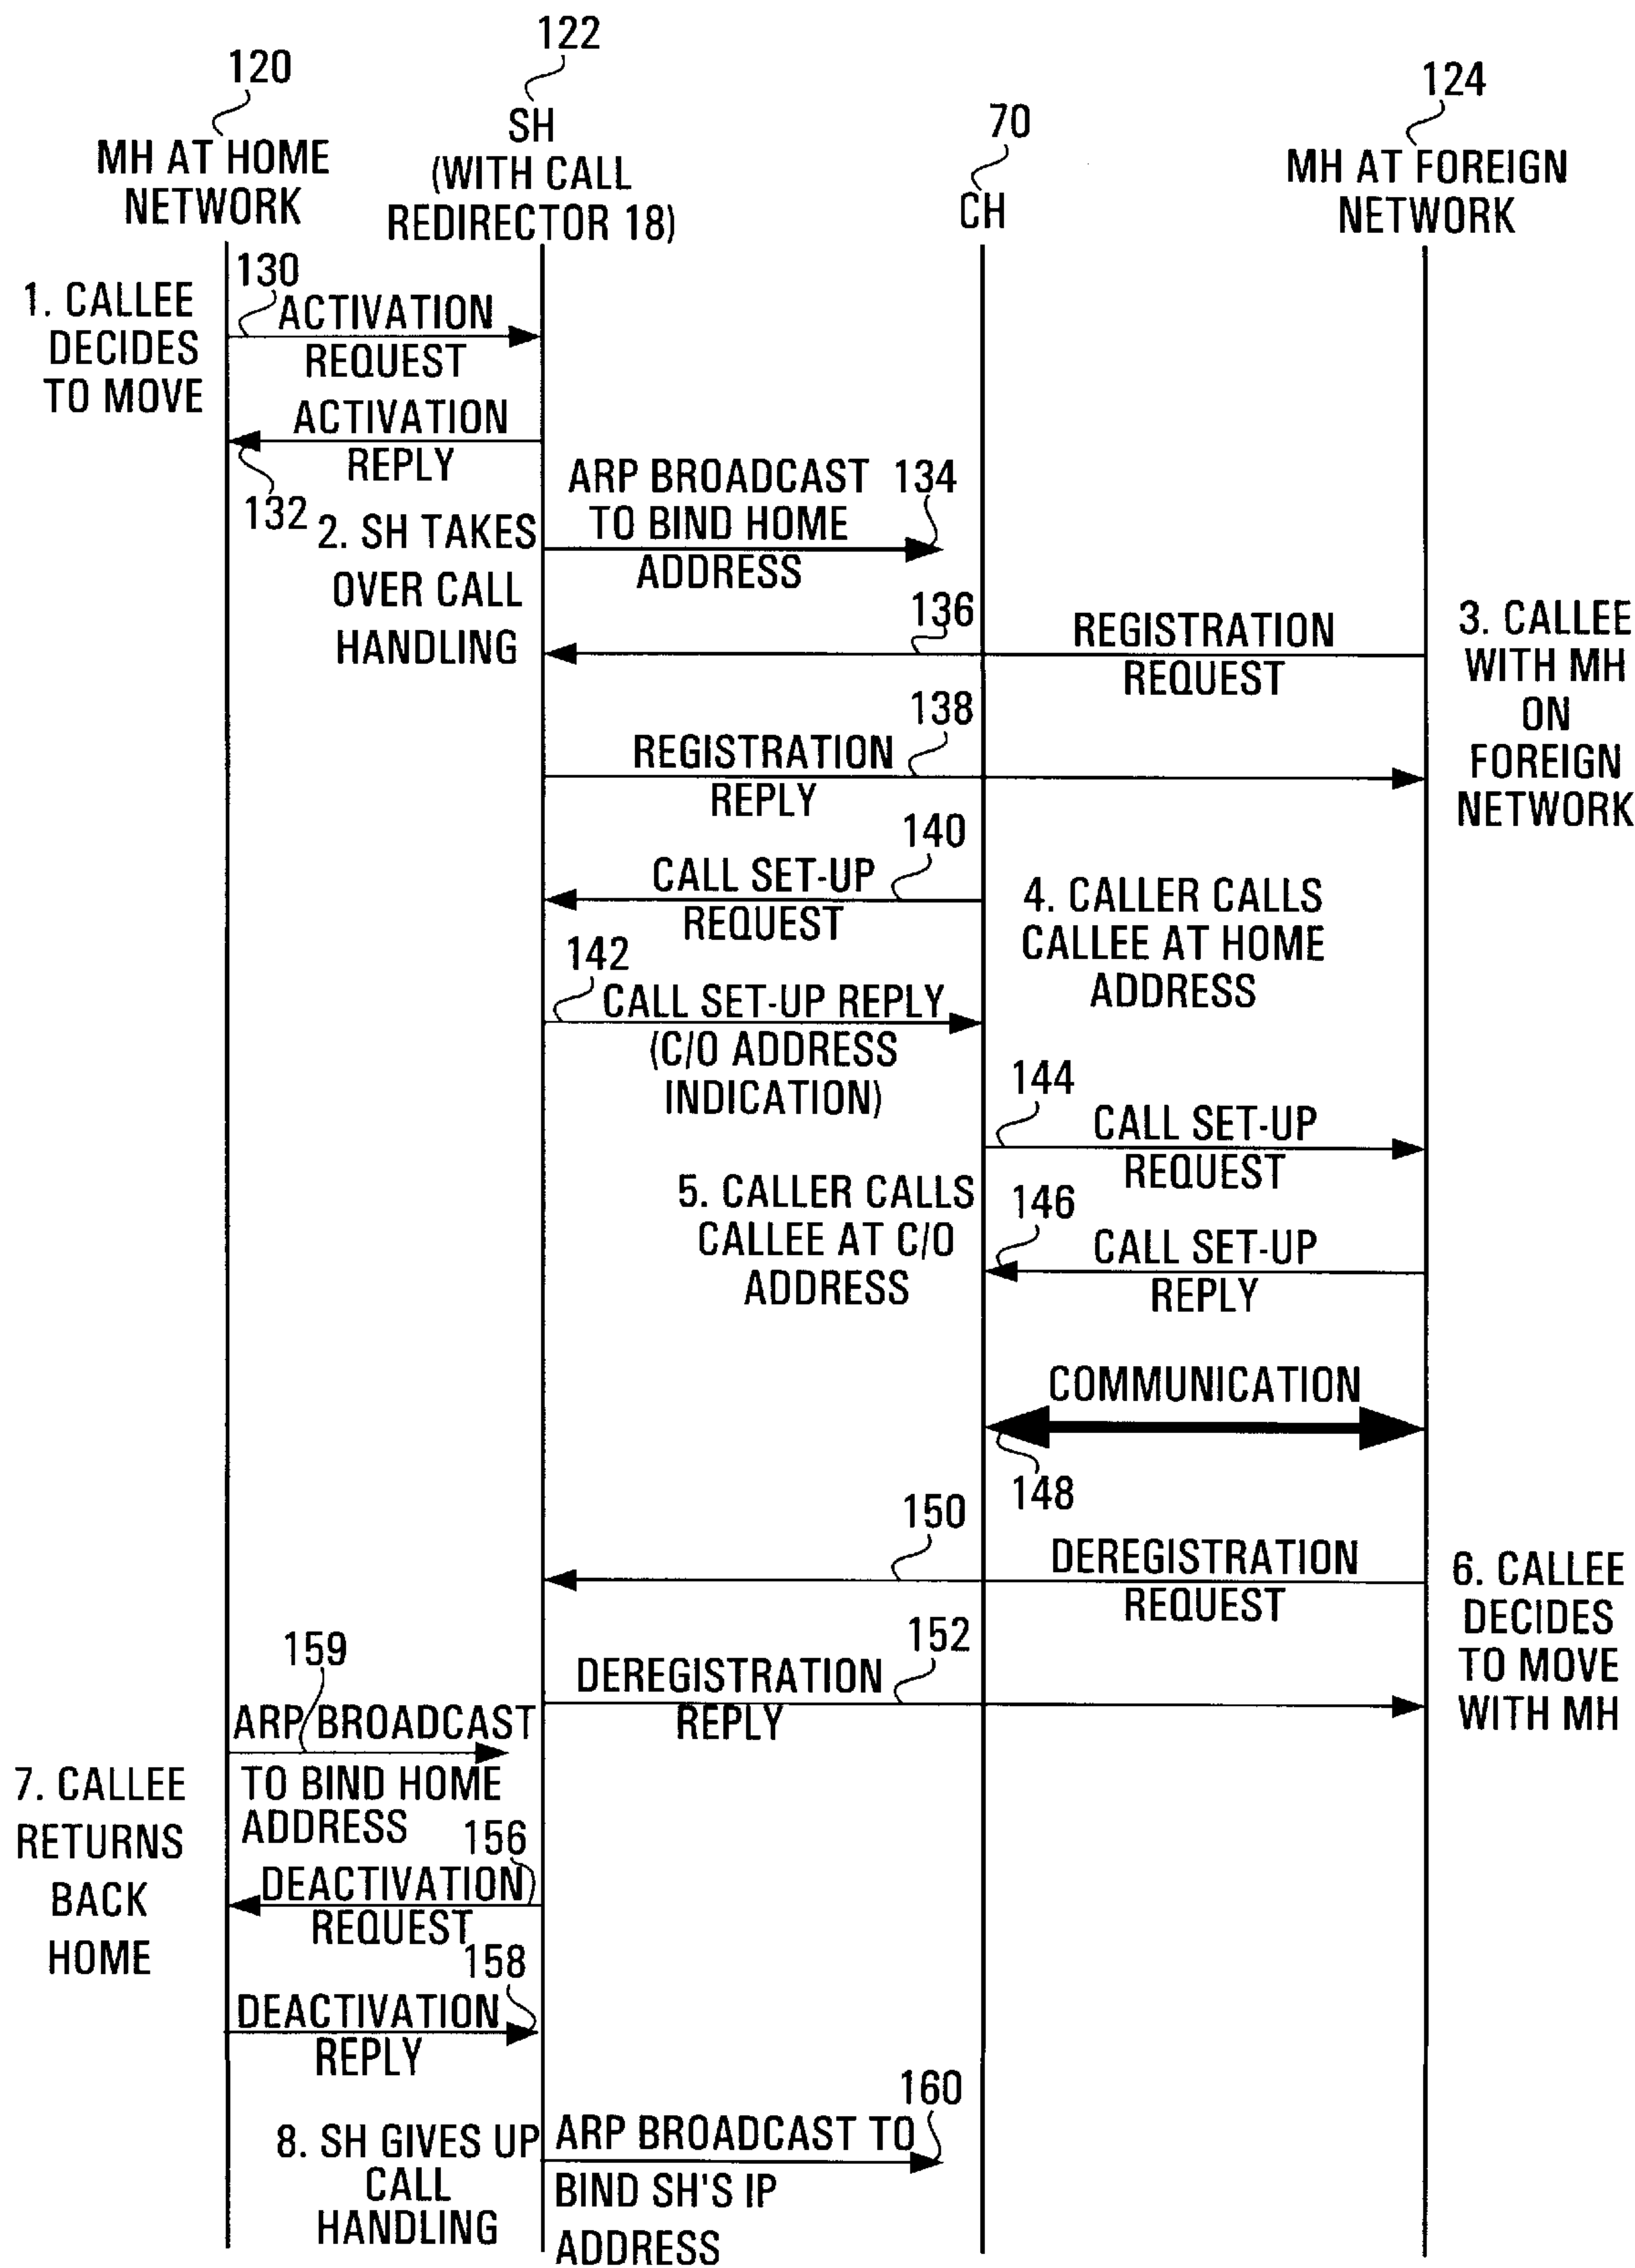 122
120
124
70
SH
(WITH CALL
REDIRECTOR 18)
MH AT HOME
NETWORK
CH
MH AT FOREIGN
NETWORK
1. CALLEE
DECIDES
TO MOVE
130
ACTIVATION
REQUEST
ACTIVATION
REPLY
132
2. SH TAKES
OVER CALL
HANDLING
ARP BROADCAST
TO BIND HOME
ADDRESS
134
136
REGISTRATION
REQUEST
3. CALLEE
WITH MH
ON
FOREIGN
NETWORK
138
REGISTRATION
REPLY
140
CALL SET-UP
REQUEST
4. CALLER CALLS
CALLEE AT HOME
ADDRESS
142
CALL SET-UP REPLY
(C/O ADDRESS
INDICATION)
144
CALL SET-UP
REQUEST
5. CALLER CALLS
CALLEE AT C/O
ADDRESS
146
CALL SET-UP
REPLY
COMMUNICATION
148
150
DEREGISTRATION
REQUEST
6. CALLEE
DECIDES
TO MOVE
WITH MH
152
DEREGISTRATION
REPLY
159
ARP BROADCAST
TO BIND HOME
ADDRESS
7. CALLEE
RETURNS
BACK
HOME
156
DEACTIVATION
REQUEST
158
DEACTIVATION
REPLY
160
8. SH GIVES UP
CALL
HANDLING
ARP BROADCAST TO
BIND SH'S IP
ADDRESS